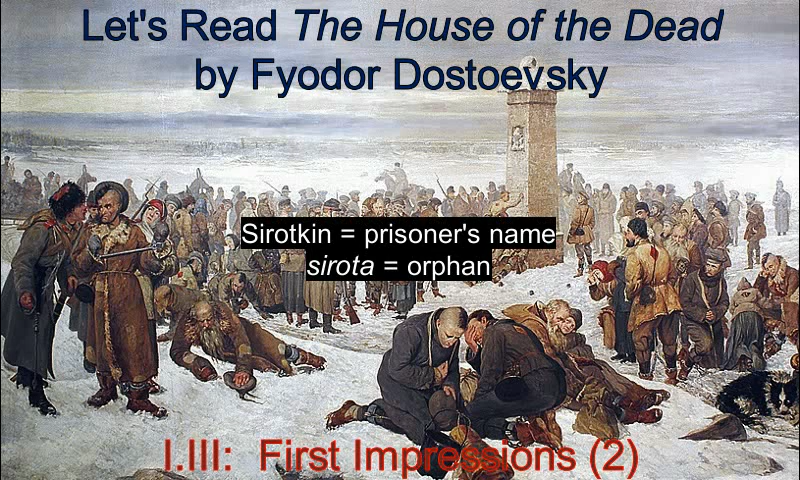 Let's Read The House of the Dead
by Fyodor Dostoevsky
Sirotkin = prisoner's name
sirota = orphan
I.III: First Impressions (2)